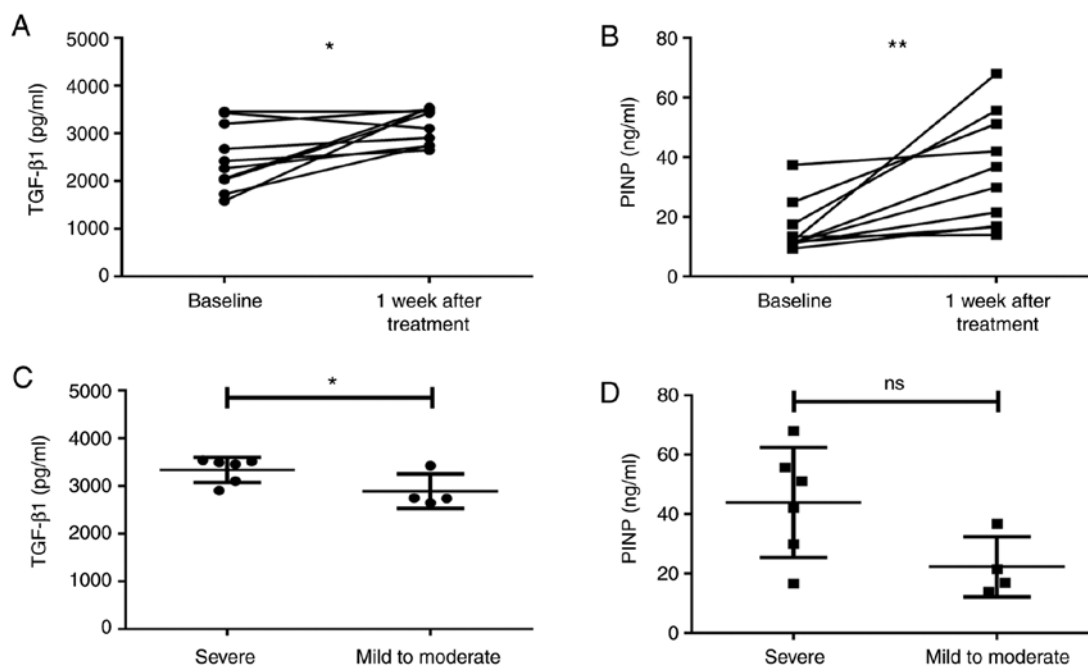 A
TGF-β1 (pg/ml)
5000
4000
3000
2000
1000
0
*
Baseline
1 week after
treatment
B
PINP (ng/ml)
80
60
40
20
0
**
Baseline
1 week after
treatment
C
TGF-β1 (pg/ml)
5000
4000
3000
2000
1000
0
*
Severe
Mild to moderate
D
PINP (ng/ml)
80
60
40
20
0
ns
Severe
Mild to moderate